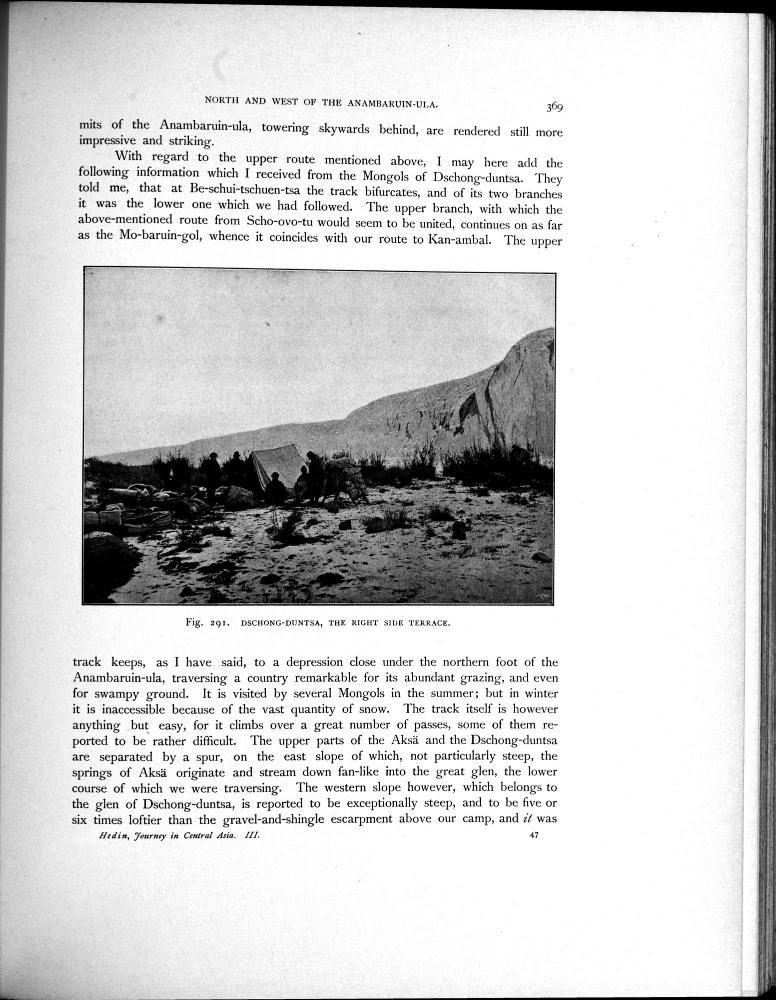 NORTH AND WEST OF THE ANAMBARUIN-ULA.
369
mits of the Anambaruin-ula, towering skywards behind, are rendered still more
impressive and striking.
With regard to the upper route mentioned above, I may here add the
following information which I received from the Mongols of Dschong-duntsa. They
told me, that at Be-schui-tschuen-tsa the track bifurcates, and of its two branches
it was the lower one which we had followed. The upper branch, with which the
above-mentioned route from Scho-ovo-tu would seem to be united, continues on as far
as the Mo-baruin-gol, whence it coincides with our route to Kan-ambal. The upper
Fig. 291. DSCHONG-DUNTSA, THE RIGHT SIDE TERRACE.
track keeps, as I have said, to a depression close under the northern foot of the
Anambaruin-ula, traversing a country remarkable for its abundant grazing, and even
for swampy ground. It is visited by several Mongols in the summer; but in winter
it is inaccessible because of the vast quantity of snow. The track itself is however
anything but easy, for it climbs over a great number of passes, some of them re-
ported to be rather difficult. The upper parts of the Aksä and the Dschong-duntsa
are separated by a spur, on the east slope of which, not particularly steep, the
springs of Aksä originate and stream down fan-like into the great glen, the lower
course of which we were traversing. The western slope however, which belongs to
the glen of Dschong-duntsa, is reported to be exceptionally steep, and to be five or
six times loftier than the gravel-and-shingle escarpment above our camp, and it was
Hedin, Journey in Central Asia. III.
47